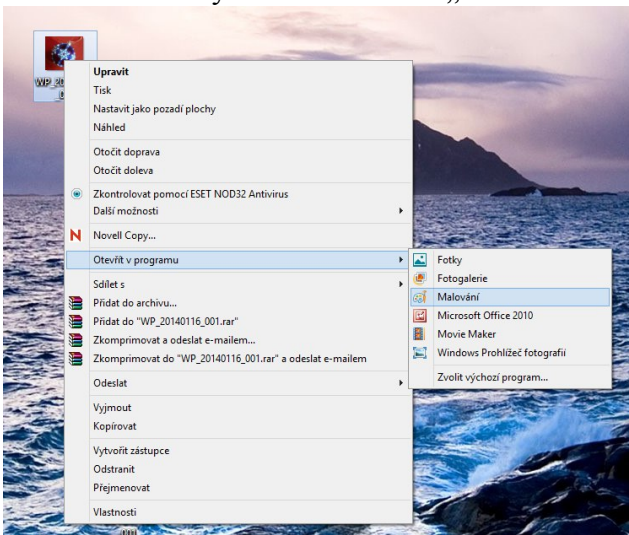 Upravit
Tisk
Nastavit jako pozadí plochy
Náhled
Otočit doprava
Otočit doleva
Zkontrolovat pomocí ESET NOD32 Antivirus
Další možnosti
Novell Copy...
Otevřít v programu
Sdílet s
Přidat do archivu...
Přidat do "WP_20140116_001.rar"
Zkomprimovat a odeslat e-mailem...
Zkomprimovat do "WP_20140116_001.rar" a odeslat e-mailem
Odeslat
Vyjmout
Kopírovat
Vytvořit zástupce
Odstranit
Přejmenovat
Vlastnosti
Fotky
Fotogalerie
Malování
Microsoft Office 2010
Movie Maker
Windows Prohlížeč fotografií
Zvolit výchozí program...